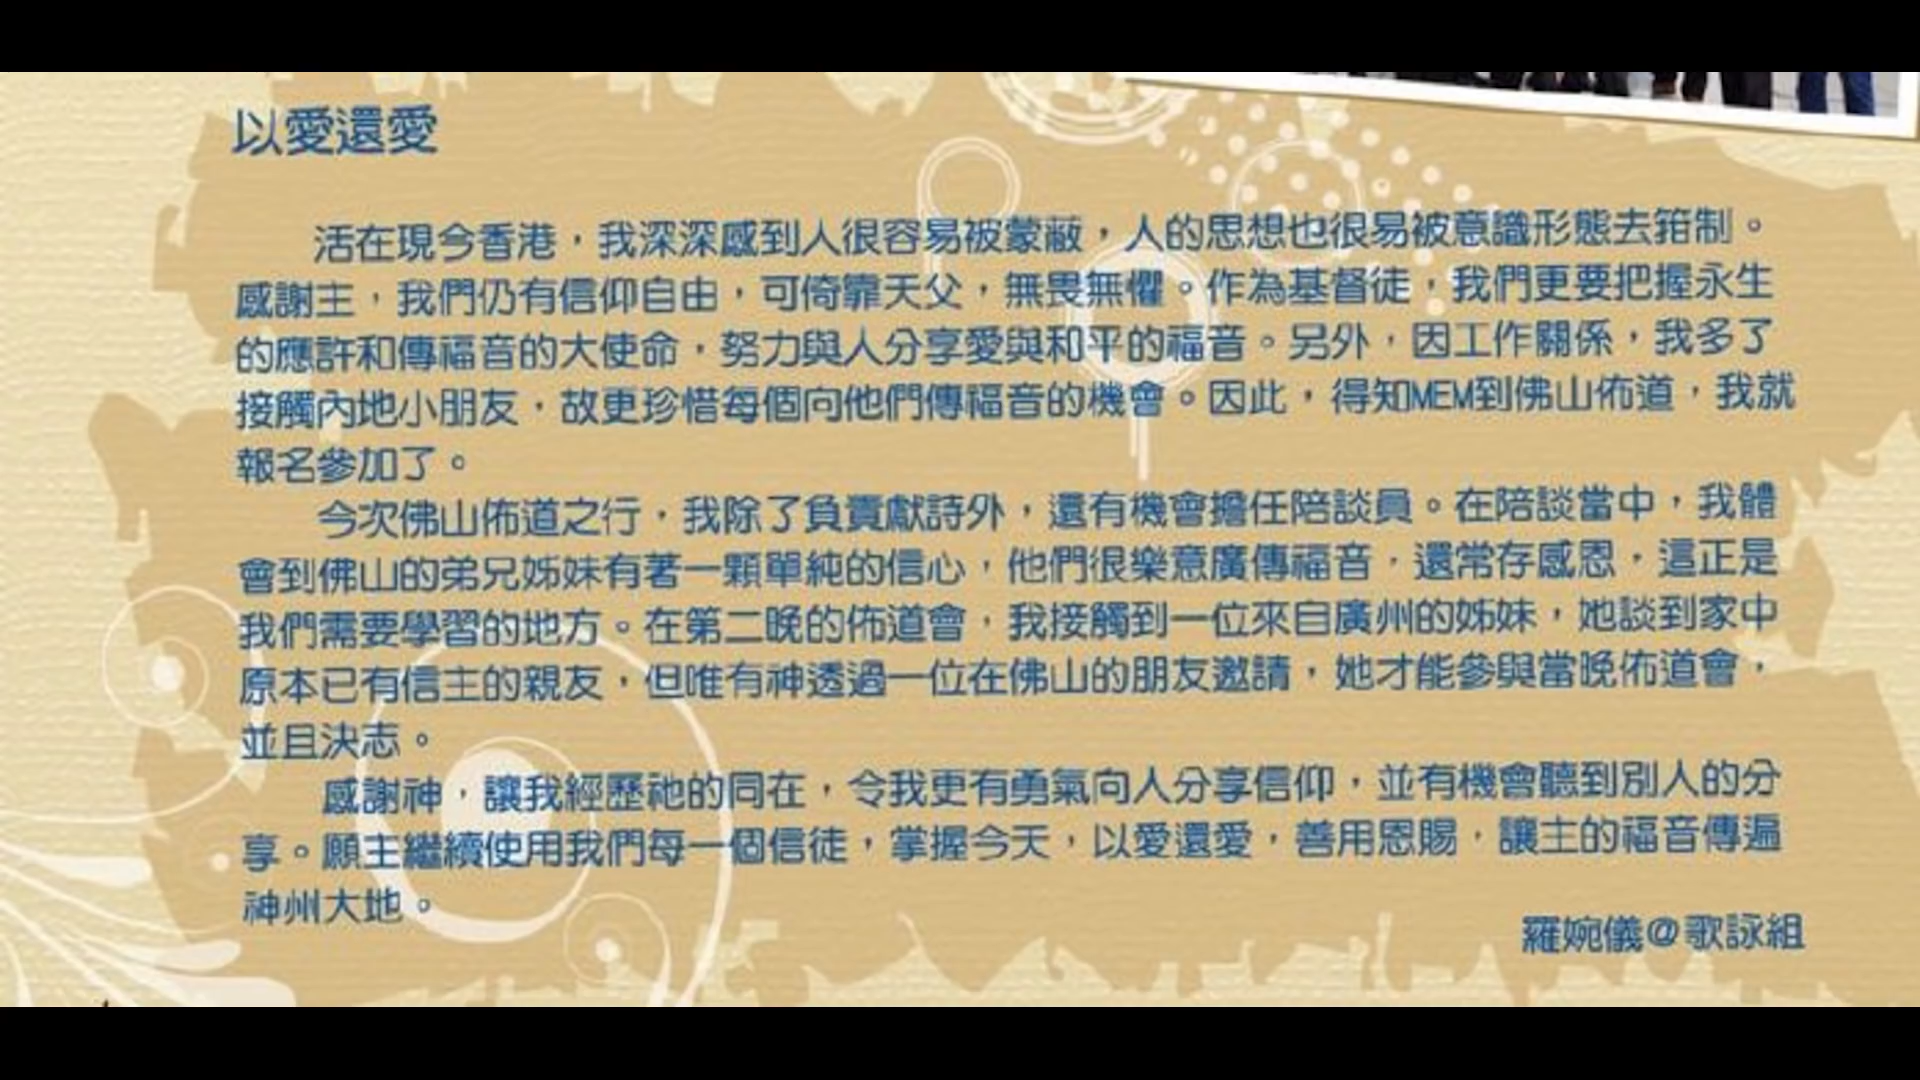 以愛還愛
活在現今香港，我深深感到人很容易被蒙蔽，人的思想也很易被意識形態去箝制。
感謝主，我們仍有信仰自由，可倚靠天父，無畏無懼。作為基督徒，我們更要把握永生
的應許和傳福音的大使命，努力與人分享愛與和平的福音。另外，因工作關係，我多了
接觸內地小朋友，故更珍惜每個向他們傳福音的機會。因此，得知MEM到佛山佈道，我就
報名參加了。
今次佛山佈道之行，我除了負責獻詩外，還有機會擔任陪談員。在陪談當中，我體
會到佛山的弟兄姊妹有著一顆單純的信心，他們很樂意廣傳福音，還常存感恩，這正是
我們需要學習的地方。在第二晚的佈道會，我接觸到一位來自廣州的姊妹，她談到家中
原本已有信主的親友，但唯有神透過一位在佛山的朋友邀請，她才能參與當晚佈道會，
並且決志。
感謝神，讓我經歷祂的同在，令我更有勇氣向人分享信仰，並有機會聽到別人的分
享。願主繼續使用我們每一個信徒，掌握今天，以愛還愛，善用恩賜，讓主的福音傳遍
神州大地。
羅婉儀@歌詠組